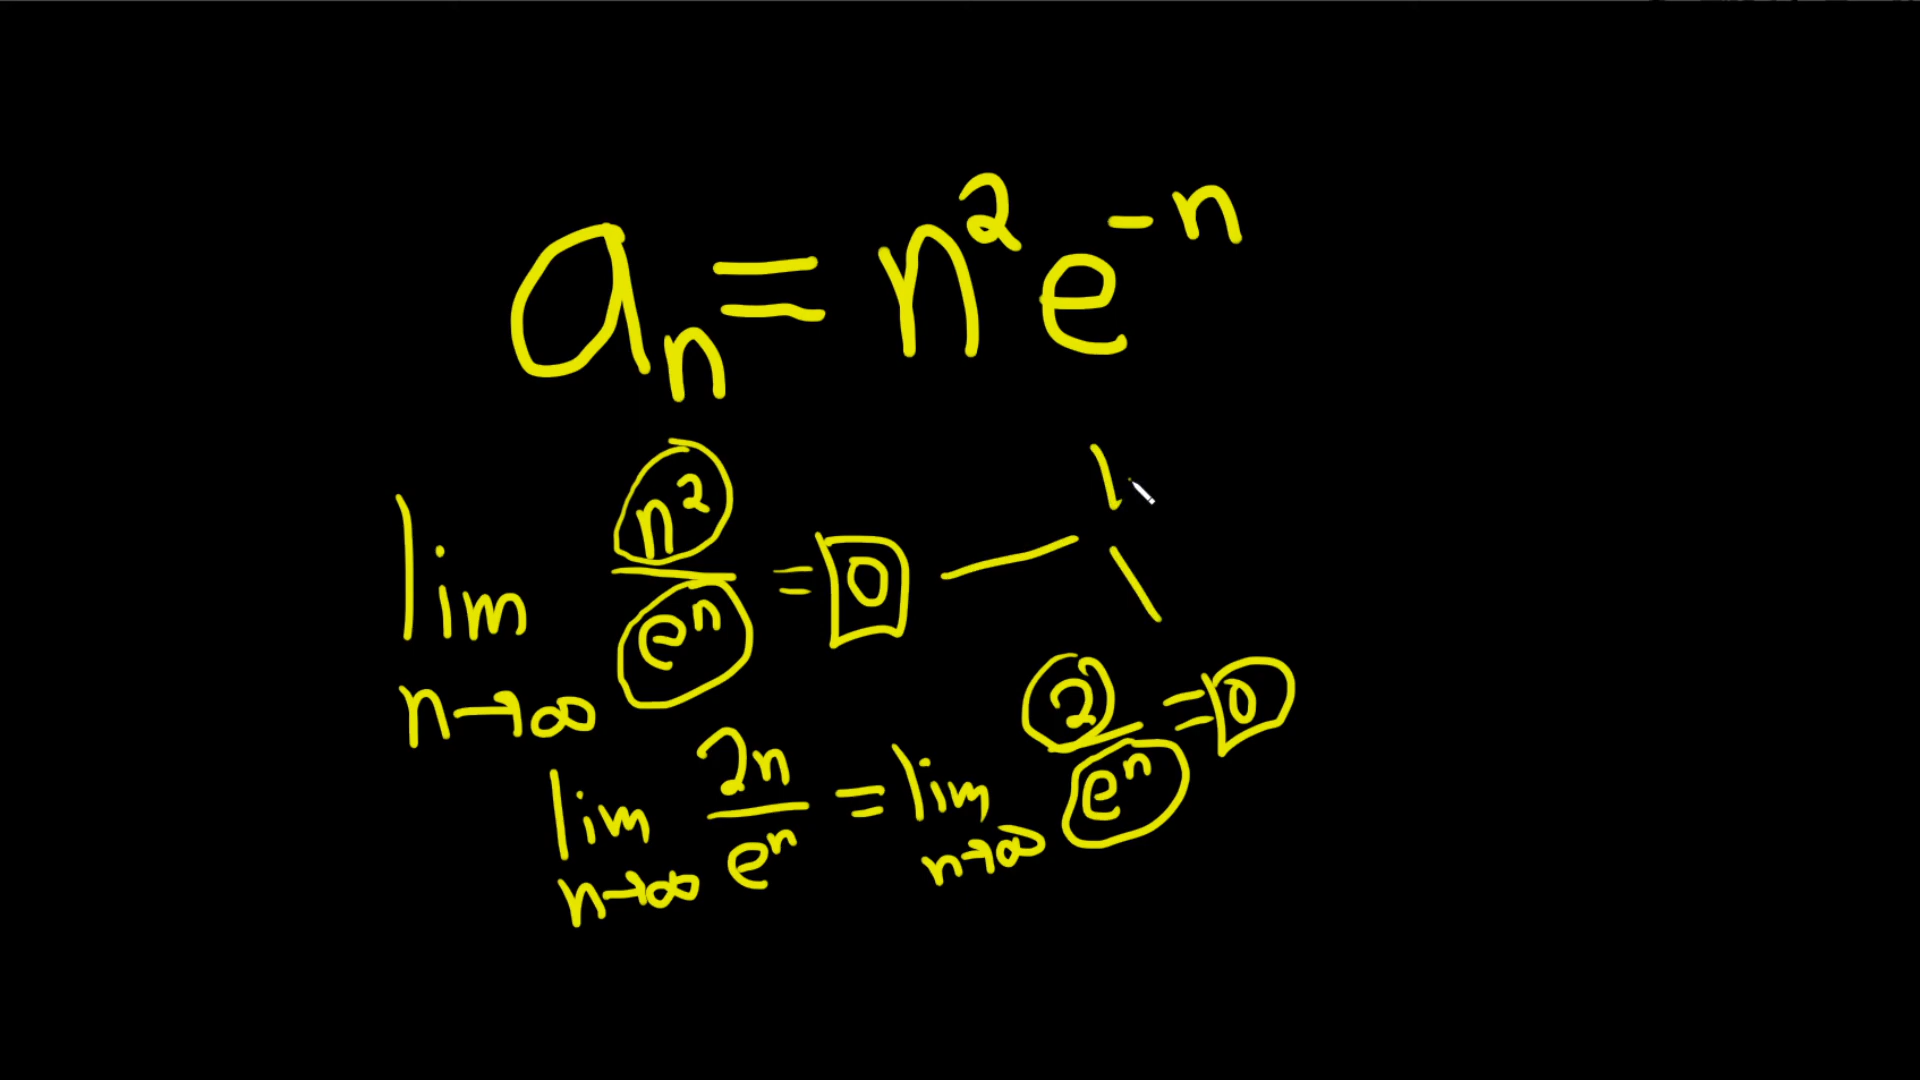 aₙ = n²e⁻ⁿ
lim n→∞ n²/eⁿ = 0
lim n→∞ 2n/eⁿ = lim n→∞ 2/eⁿ = 0